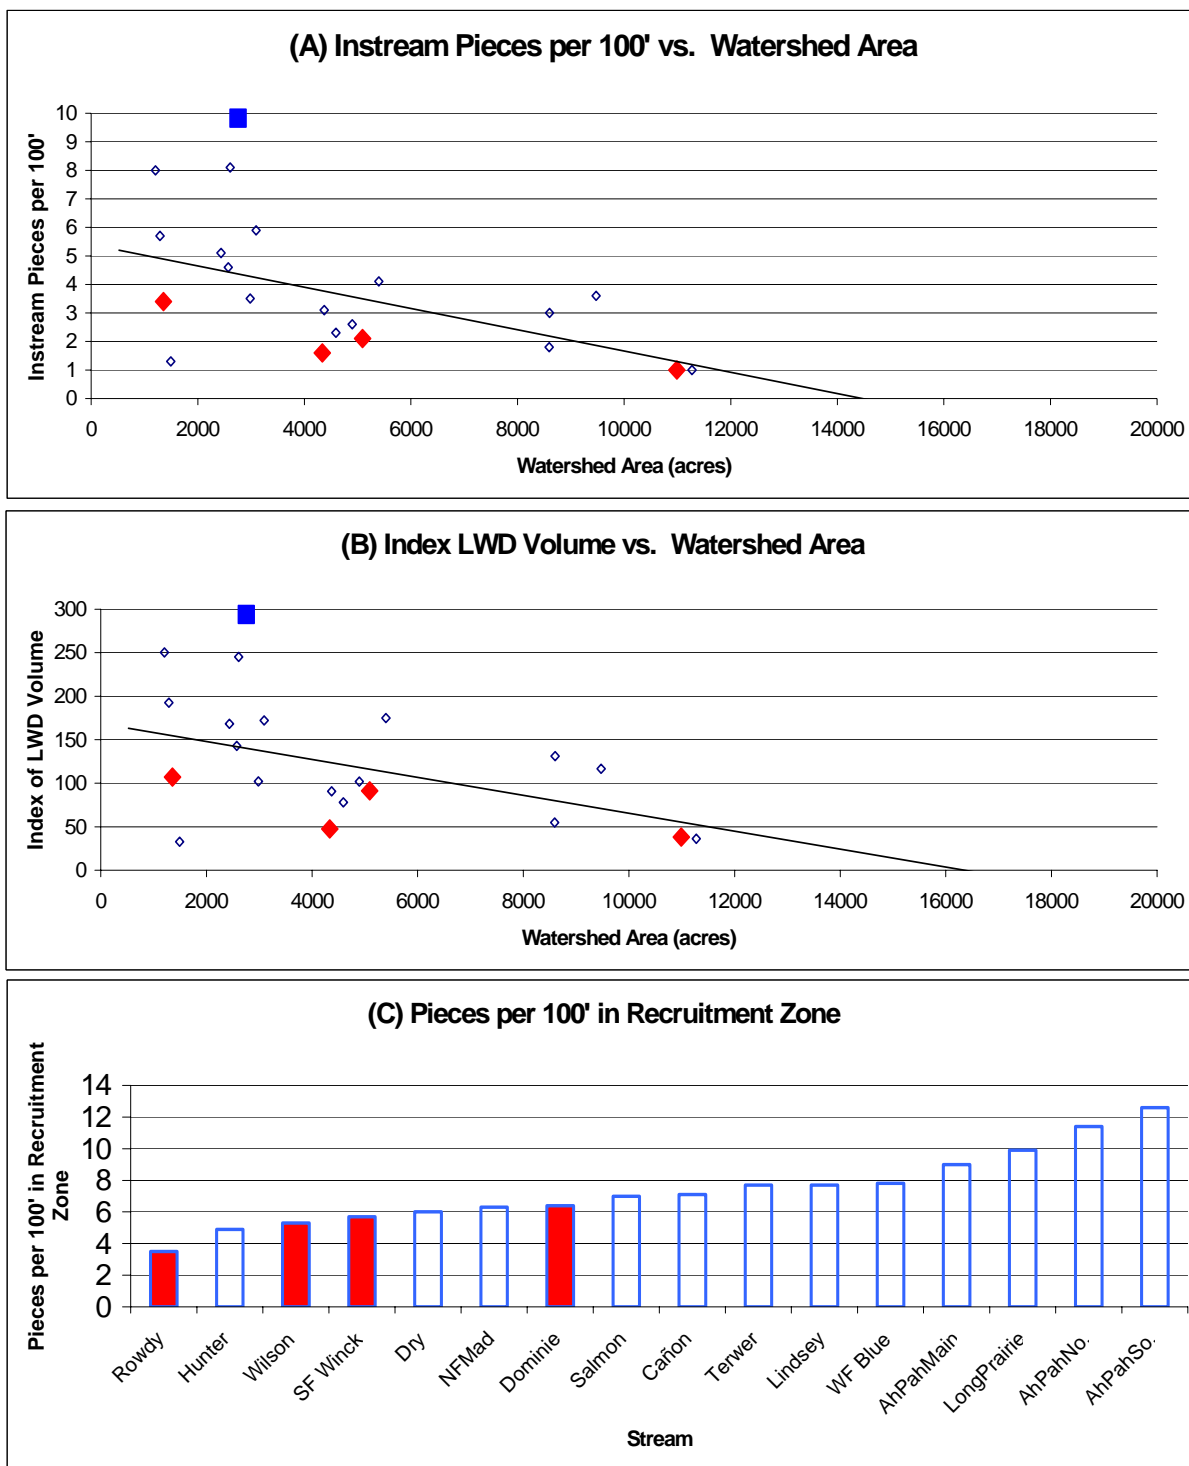 (A) Instream Pieces per 100' vs.  Watershed Area
Instream Pieces per 100'
10
9
8
7
6
5
4
3
2
1
0
0 2000 4000 6000 8000 10000 12000 14000 16000 18000 20000
Watershed Area (acres)
(B) Index LWD Volume vs.  Watershed Area
Index of LWD Volume
300
250
200
150
100
50
0
0 2000 4000 6000 8000 10000 12000 14000 16000 18000 20000
Watershed Area (acres)
(C) Pieces per 100' in Recruitment Zone
Pieces per 100' in Recruitment
Zone
14
12
10
8
6
4
2
0
Rowdy Hunter Wilson SF Winck Dry NFMad Dominie Salmon Cañon Terwer Lindsey WF Blue AhPahMain LongPrairie AhPahNo. AhPahSo.
Stream